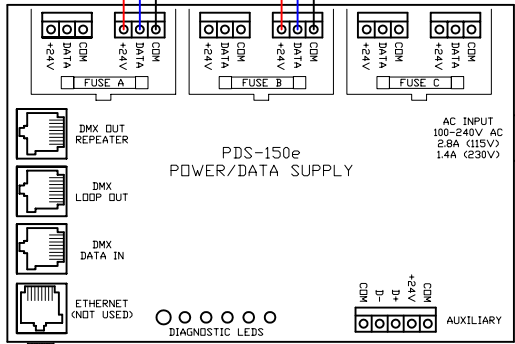 +24V DATA COM +24V DATA COM +24V DATA COM +24V DATA COM +24V DATA COM +24V DATA COM
FUSE A FUSE B FUSE C
DMX OUT
REPEATER
AC INPUT
100-240V AC
2.8A (115V)
1.4A (230V)
PDS-150e
POWER/DATA SUPPLY
DMX
LOOP OUT
DMX
DATA IN
ETHERNET
(NOT USED)
DIAGNOSTIC LEDS
COM D- D+ +24V COM
AUXILIARY